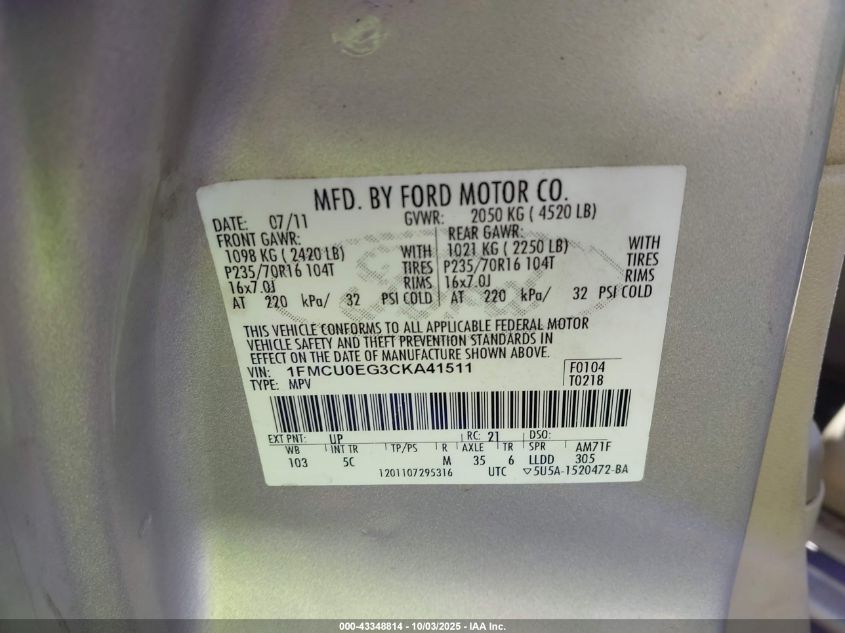 MFD. BY FORD MOTOR CO.
DATE: 07/11 GVWR: 2050 KG ( 4520 LB)
FRONT GAWR: REAR GAWR:
1098 KG ( 2420 LB) WITH 1021 KG ( 2250 LB) WITH
P235/70R16 104T TIRES P235/70R16 104T TIRES
16x7.0J RIMS 16x7.0J RIMS
AT 220 kPa/ 32 PSI COLD AT 220 kPa/ 32 PSI COLD
THIS VEHICLE CONFORMS TO ALL APPLICABLE FEDERAL MOTOR
VEHICLE SAFETY AND THEFT PREVENTION STANDARDS IN
EFFECT ON THE DATE OF MANUFACTURE SHOWN ABOVE.
VIN: 1FMCU0EG3CKA41511 F0104
TYPE: MPV T0218
EXT PNT: UP RC: 21 DSO:
WB INT TR TP/PS R AXLE TR SPR AM71F
103 5C M 35 6 LLDD 305
1201107295316 UTC ▽5U5A-1520472-BA
000-43348814 - 10/03/2025 - IAA Inc.